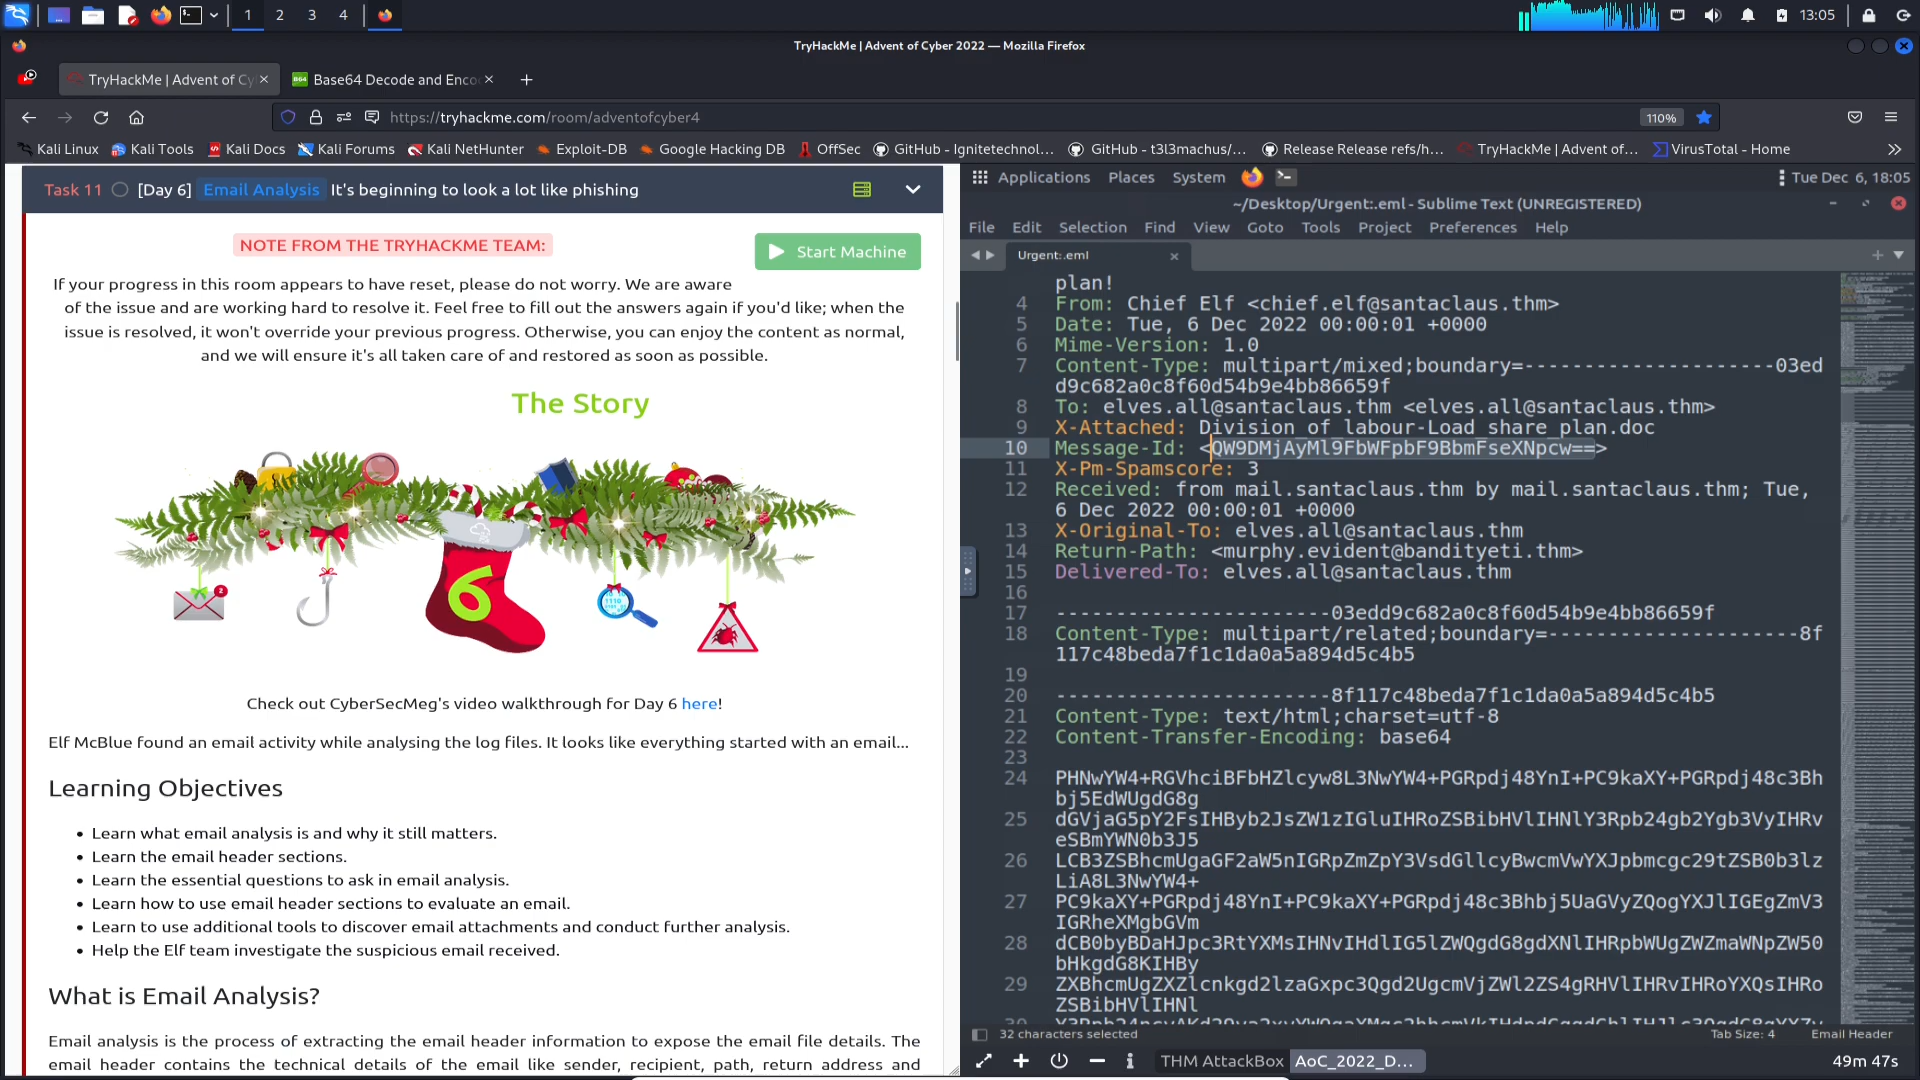 1 2 3 4
13:05
TryHackMe | Advent of Cyber 2022 — Mozilla Firefox
TryHackMe | Advent of Cy
Base64 Decode and Enco
https://tryhackme.com/room/adventofcyber4
110%
Kali Linux
Kali Tools
Kali Docs
Kali Forums
Kali NetHunter
Exploit-DB
Google Hacking DB
OffSec
GitHub - Ignitetechnol...
GitHub - t3l3machus/...
Release Release refs/h...
TryHackMe | Advent of...
VirusTotal - Home
Task 11 [Day 6] Email Analysis It's beginning to look a lot like phishing
NOTE FROM THE TRYHACKME TEAM:
Start Machine
If your progress in this room appears to have reset, please do not worry. We are aware
of the issue and are working hard to resolve it. Feel free to fill out the answers again if you'd like; when the
issue is resolved, it won't override your previous progress. Otherwise, you can enjoy the content as normal,
and we will ensure it's all taken care of and restored as soon as possible.
The Story
6
2
Check out CyberSecMeg's video walkthrough for Day 6 here!
Elf McBlue found an email activity while analysing the log files. It looks like everything started with an email...
Learning Objectives
• Learn what email analysis is and why it still matters.
• Learn the email header sections.
• Learn the essential questions to ask in email analysis.
• Learn how to use email header sections to evaluate an email.
• Learn to use additional tools to discover email attachments and conduct further analysis.
• Help the Elf team investigate the suspicious email received.
What is Email Analysis?
Email analysis is the process of extracting the email header information to expose the email file details. The
email header contains the technical details of the email like sender, recipient, path, return address and
Applications Places System
Tue Dec 6, 18:05
~/Desktop/Urgent:.eml - Sublime Text (UNREGISTERED)
File Edit Selection Find View Goto Tools Project Preferences Help
Urgent:.eml
plan!
4 From: Chief Elf <chief.elf@santaclaus.thm>
5 Date: Tue, 6 Dec 2022 00:00:01 +0000
6 Mime-Version: 1.0
7 Content-Type: multipart/mixed;boundary=---------------------03ed
d9c682a0c8f60d54b9e4bb86659f
8 To: elves.all@santaclaus.thm <elves.all@santaclaus.thm>
9 X-Attached: Division_of_labour-Load_share_plan.doc
10 Message-Id: <QW9DMjAyMl9FbWFpbF9BbmFseXNpcw==>
11 X-Pm-Spamscore: 3
12 Received: from mail.santaclaus.thm by mail.santaclaus.thm; Tue,
6 Dec 2022 00:00:01 +0000
13 X-Original-To: elves.all@santaclaus.thm
14 Return-Path: <murphy.evident@bandityeti.thm>
15 Delivered-To: elves.all@santaclaus.thm
16
17 -----------------------03edd9c682a0c8f60d54b9e4bb86659f
18 Content-Type: multipart/related;boundary=---------------------8f
117c48beda7f1c1da0a5a894d5c4b5
19
20 -----------------------8f117c48beda7f1c1da0a5a894d5c4b5
21 Content-Type: text/html;charset=utf-8
22 Content-Transfer-Encoding: base64
23
24 PHNwYW4+RGVhciBFbHZlcyw8L3NwYW4+PGRpdj48YnI+PC9kaXY+PGRpdj48c3Bh
bj5EdWUgdG8g
25 dGVjaG5pY2FsIHByb2JsZW1zIGluIHRoZSBibHVlIHNlY3Rpb24gb2Ygb3VyIHRv
eSBmYWN0b3J5
26 LCB3ZSBhcmUgaGF2aW5nIGRpZmZpY3VsdGllcyBwcmVwYXJpbmcgc29tZSB0b3lz
LiA8L3NwYW4+
27 PC9kaXY+PGRpdj48YnI+PC9kaXY+PGRpdj48c3Bhbj5UaGVyZQogYXJlIGEgZmV3
IGRheXMgbGVm
28 dCB0byBDaHJpc3RtYXMsIHNvIHdlIG5lZWQgdG8gdXNlIHRpbWUgZWZmaWNpZW50
bHkgdG8KIHBy
29 ZXBhcmUgZXZlcnkgd2lzaGxpc3Qgd2UgcmVjZWl2ZS4gRHVlIHRvIHRoYXQsIHRo
ZSBibHVlIHNl
32 characters selected
Tab Size: 4
Email Header
THM AttackBox
AoC_2022_D...
49m 47s